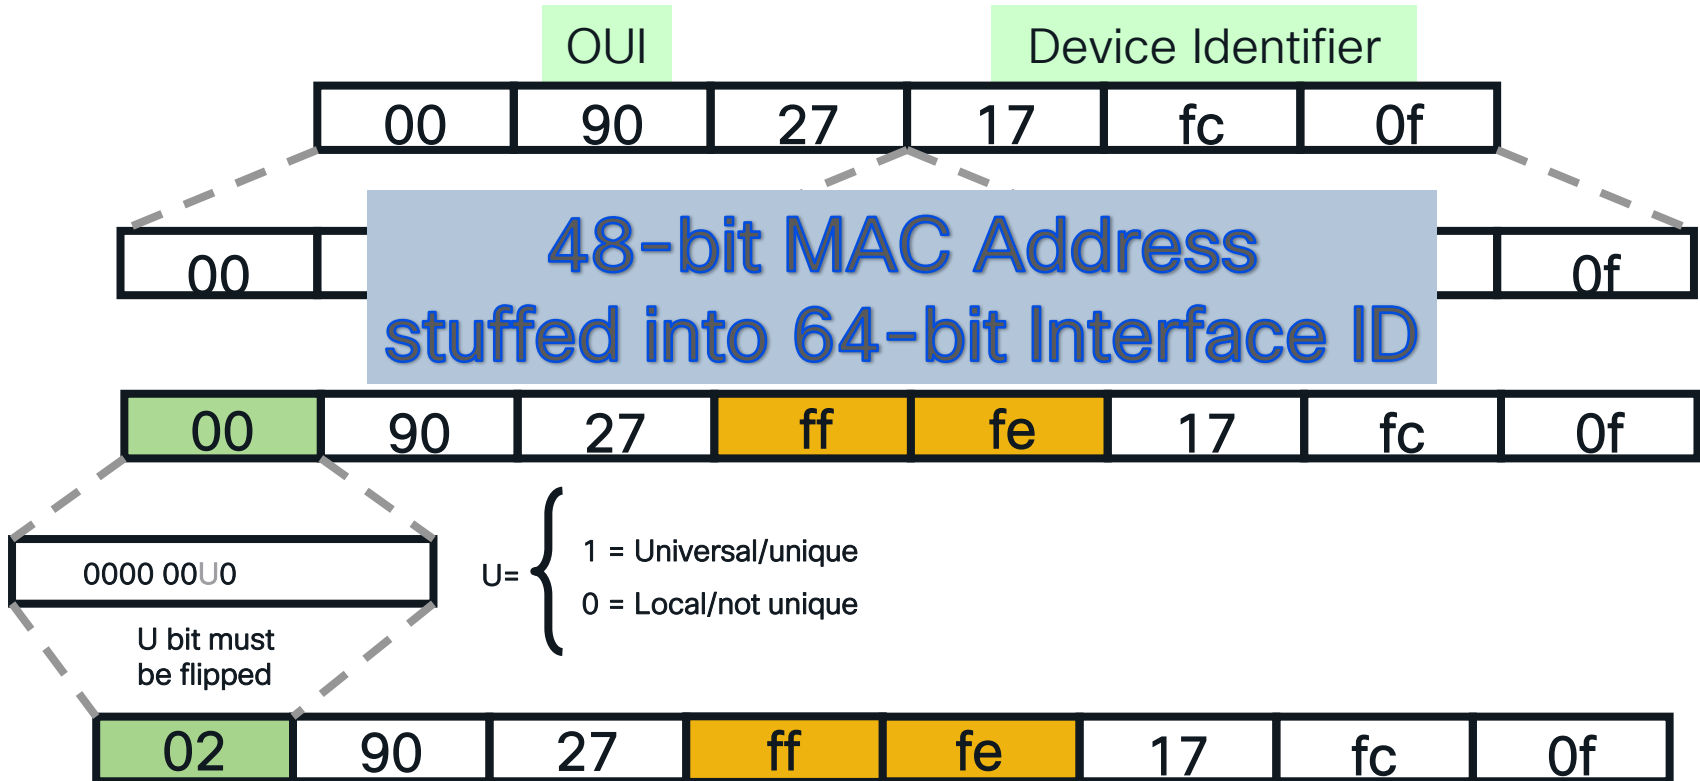 OUI Device Identifier
00 90 27 17 fc 0f
48-bit MAC Address
00 0f
stuffed into 64-bit Interface ID
00 90 27 ff fe 17 fc 0f
1 = Universal/unique
0000 00U0 U=
0 = Local/not unique
U bit must
be flipped
02 90 27 ff fe 17 fc 0f